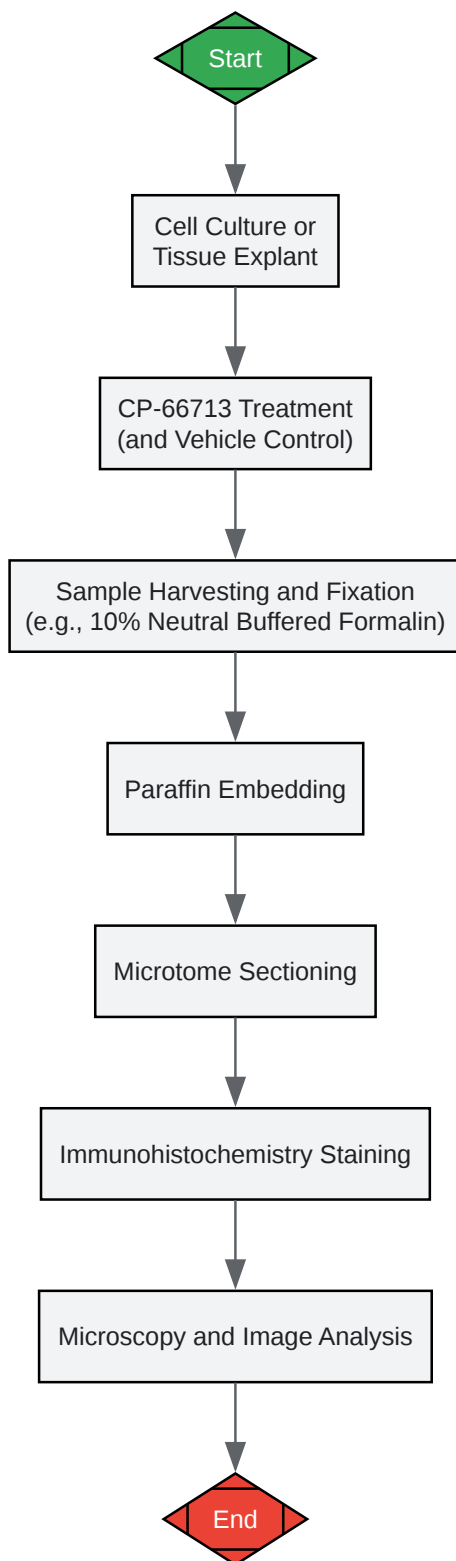 Start
Cell Culture or
Tissue Explant
CP-66713 Treatment
(and Vehicle Control)
Sample Harvesting and Fixation
(e.g., 10% Neutral Buffered Formalin)
Paraffin Embedding
Microtome Sectioning
Immunohistochemistry Staining
Microscopy and Image Analysis
End